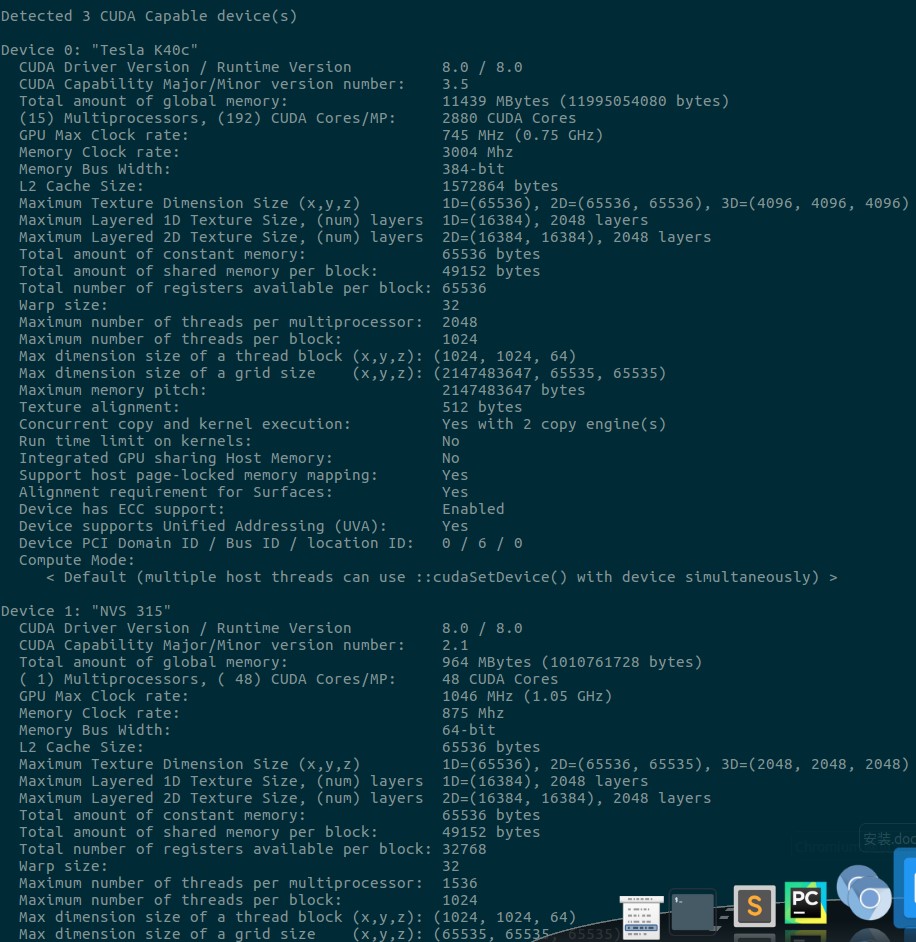 Detected 3 CUDA Capable device(s)
Device 0: "Tesla K40c"
CUDA Driver Version / Runtime Version 8.0 / 8.0
CUDA Capability Major/Minor version number: 3.5
Total amount of global memory: 11439 MBytes (11995054080 bytes)
(15) Multiprocessors, (192) CUDA Cores/MP: 2880 CUDA Cores
GPU Max Clock rate: 745 MHz (0.75 GHz)
Memory Clock rate: 3004 Mhz
Memory Bus Width: 384-bit
L2 Cache Size: 1572864 bytes
Maximum Texture Dimension Size (x,y,z) 1D=(65536), 2D=(65536, 65536), 3D=(4096, 4096, 4096)
Maximum Layered 1D Texture Size, (num) layers 1D=(16384), 2048 layers
Maximum Layered 2D Texture Size, (num) layers 2D=(16384, 16384), 2048 layers
Total amount of constant memory: 65536 bytes
Total amount of shared memory per block: 49152 bytes
Total number of registers available per block: 65536
Warp size: 32
Maximum number of threads per multiprocessor: 2048
Maximum number of threads per block: 1024
Max dimension size of a thread block (x,y,z): (1024, 1024, 64)
Max dimension size of a grid size (x,y,z): (2147483647, 65535, 65535)
Maximum memory pitch: 2147483647 bytes
Texture alignment: 512 bytes
Concurrent copy and kernel execution: Yes with 2 copy engine(s)
Run time limit on kernels: No
Integrated GPU sharing Host Memory: No
Support host page-locked memory mapping: Yes
Alignment requirement for Surfaces: Yes
Device has ECC support: Enabled
Device supports Unified Addressing (UVA): Yes
Device PCI Domain ID / Bus ID / location ID: 0 / 6 / 0
Compute Mode:
< Default (multiple host threads can use ::cudaSetDevice() with device simultaneously) >
Device 1: "NVS 315"
CUDA Driver Version / Runtime Version 8.0 / 8.0
CUDA Capability Major/Minor version number: 2.1
Total amount of global memory: 964 MBytes (1010761728 bytes)
( 1) Multiprocessors, ( 48) CUDA Cores/MP: 48 CUDA Cores
GPU Max Clock rate: 1046 MHz (1.05 GHz)
Memory Clock rate: 875 Mhz
Memory Bus Width: 64-bit
L2 Cache Size: 65536 bytes
Maximum Texture Dimension Size (x,y,z) 1D=(65536), 2D=(65536, 65535), 3D=(2048, 2048, 2048)
Maximum Layered 1D Texture Size, (num) layers 1D=(16384), 2048 layers
Maximum Layered 2D Texture Size, (num) layers 2D=(16384, 16384), 2048 layers
Total amount of constant memory: 65536 bytes
Total amount of shared memory per block: 49152 bytes
Total number of registers available per block: 32768
Warp size: 32
Maximum number of threads per multiprocessor: 1536
Maximum number of threads per block: 1024
Max dimension size of a thread block (x,y,z): (1024, 1024, 64)
Max dimension size of a grid size (x,y,z): (65535, 65535, 65535)
安装.doc
S
PC